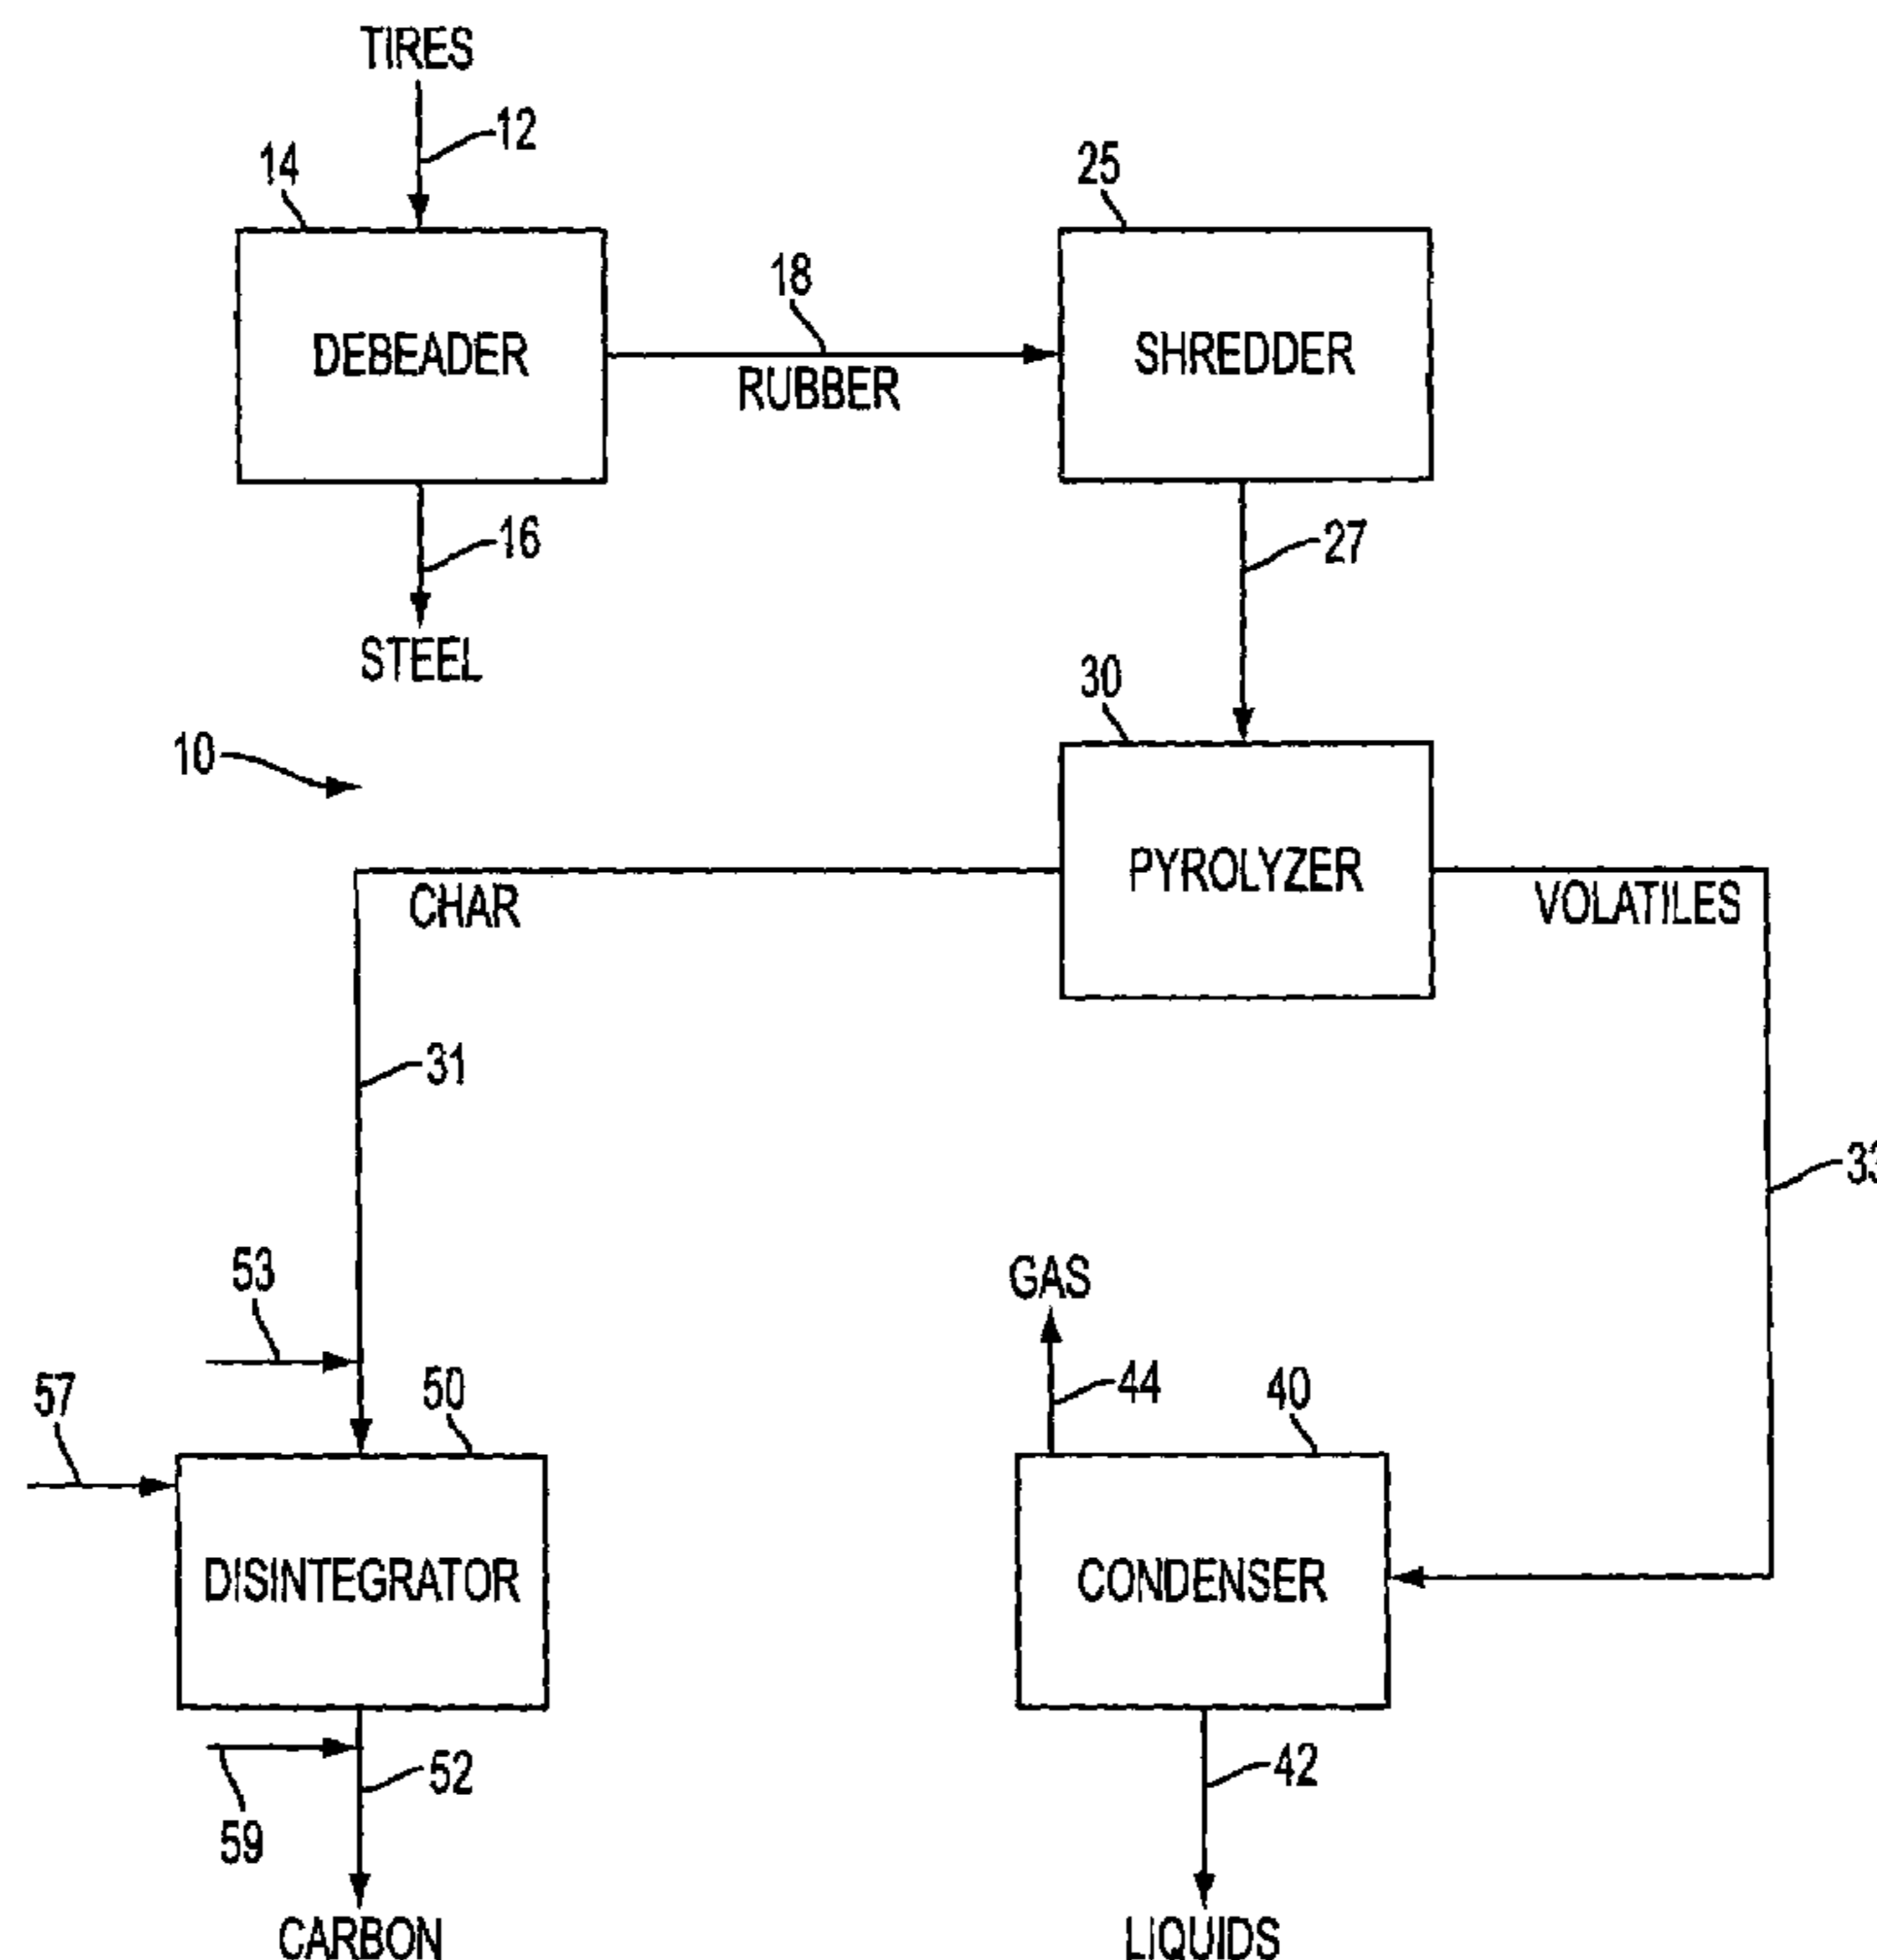 TIRES
12
14
25
18
DEBEADER
SHREDDER
RUBBER
16
27
STEEL
30
10
PYROLYZER
CHAR
VOLATILES
31
33
53
GAS
57
50
44
40
DISINTEGRATOR
CONDENSER
52
42
59
CARBON
LIQUIDS